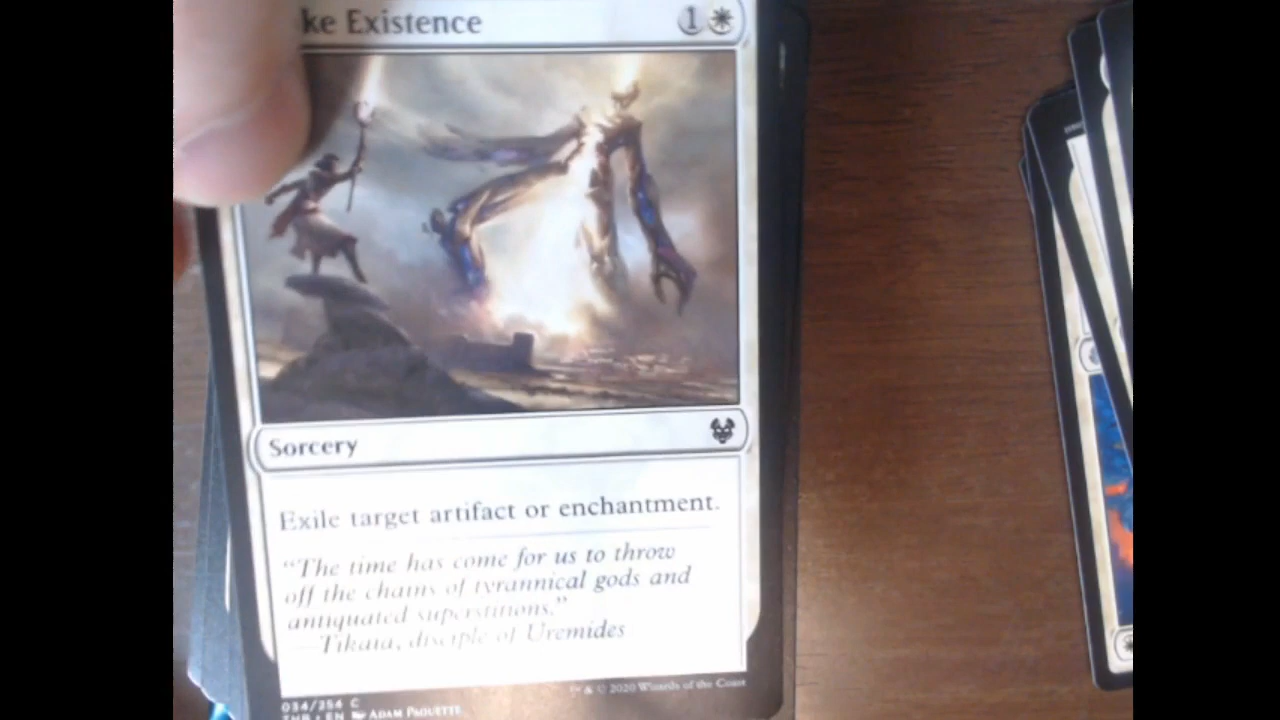 ke Existence 1
Sorcery
Exile target artifact or enchantment.
"The time has come for us to throw
off the chains of tyrannical gods and
antiquated superstitions."
—Tikaia, disciple of Uremides
034/254 C
THB • EN ADAM PAQUETTE
™ & © 2020 Wizards of the Coast